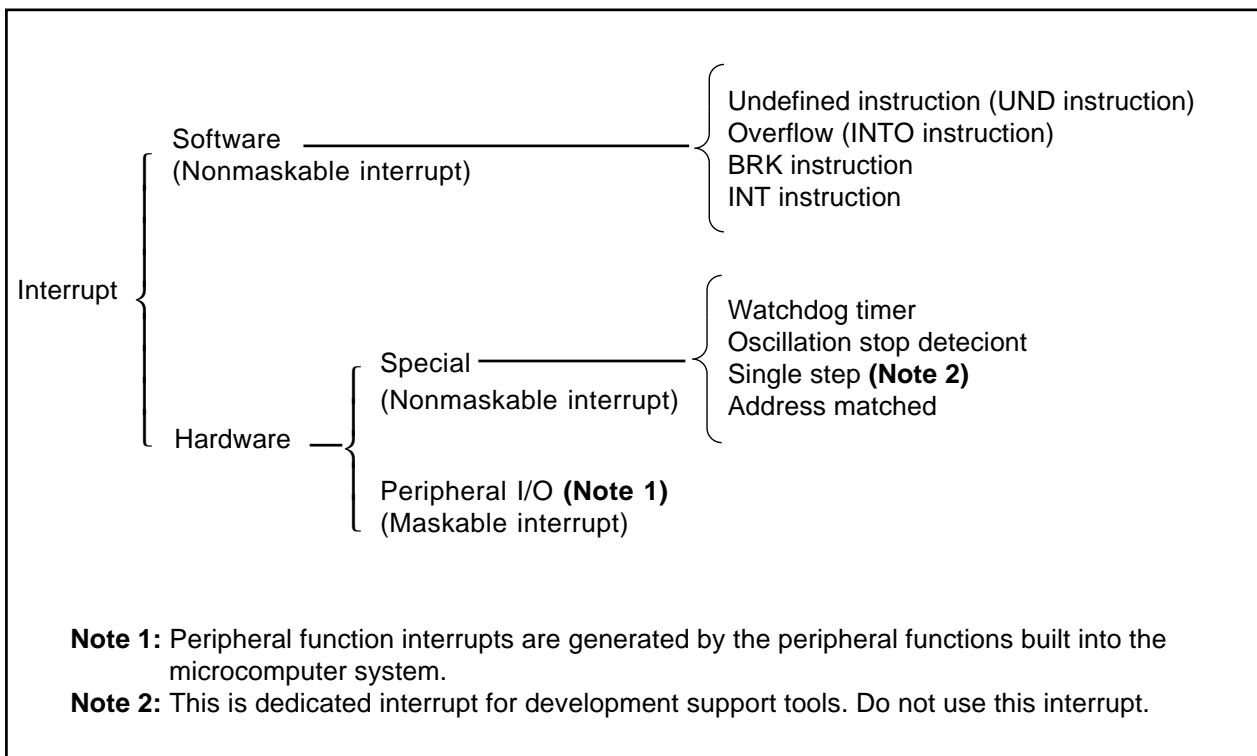 Interrupt
Software
(Nonmaskable interrupt)
Undefined instruction (UND instruction)
Overflow (INTO instruction)
BRK instruction
INT instruction
Hardware
Special
(Nonmaskable interrupt)
Watchdog timer
Oscillation stop deteciont
Single step (Note 2)
Address matched
Peripheral I/O (Note 1)
(Maskable interrupt)
Note 1: Peripheral function interrupts are generated by the peripheral functions built into the
microcomputer system.
Note 2: This is dedicated interrupt for development support tools. Do not use this interrupt.